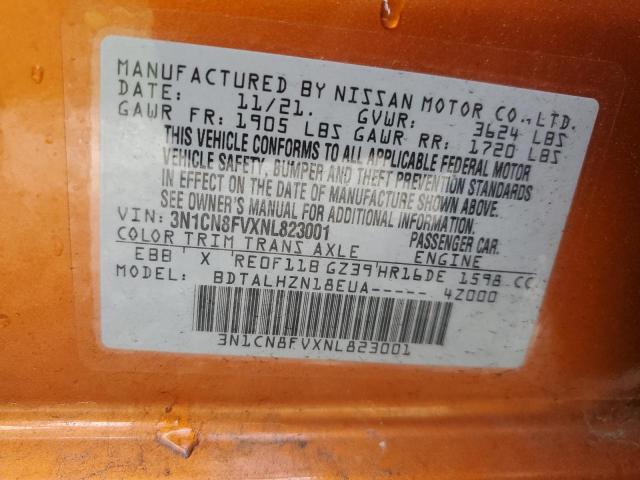 MANUFACTURED BY NISSAN MOTOR CO.,LTD.
DATE: 11/21. GVWR: 3624 LBS
GAWR FR: 1905 LBS GAWR RR: 1720 LBS
THIS VEHICLE CONFORMS TO ALL APPLICABLE FEDERAL MOTOR
VEHICLE SAFETY, BUMPER AND THEFT PREVENTION STANDARDS
IN EFFECT ON THE DATE OF MANUFACTURE SHOWN ABOVE.
SEE OWNER'S MANUAL FOR ADDITIONAL INFORMATION.
VIN: 3N1CN8FVXNL823001 PASSENGER CAR.
COLOR TRIM TRANS AXLE ENGINE
EBB X RE0F11B GZ39 HR16DE 1598 CC
MODEL: BDTALHZN18EUA----- 4Z000
3N1CN8FVXNL823001